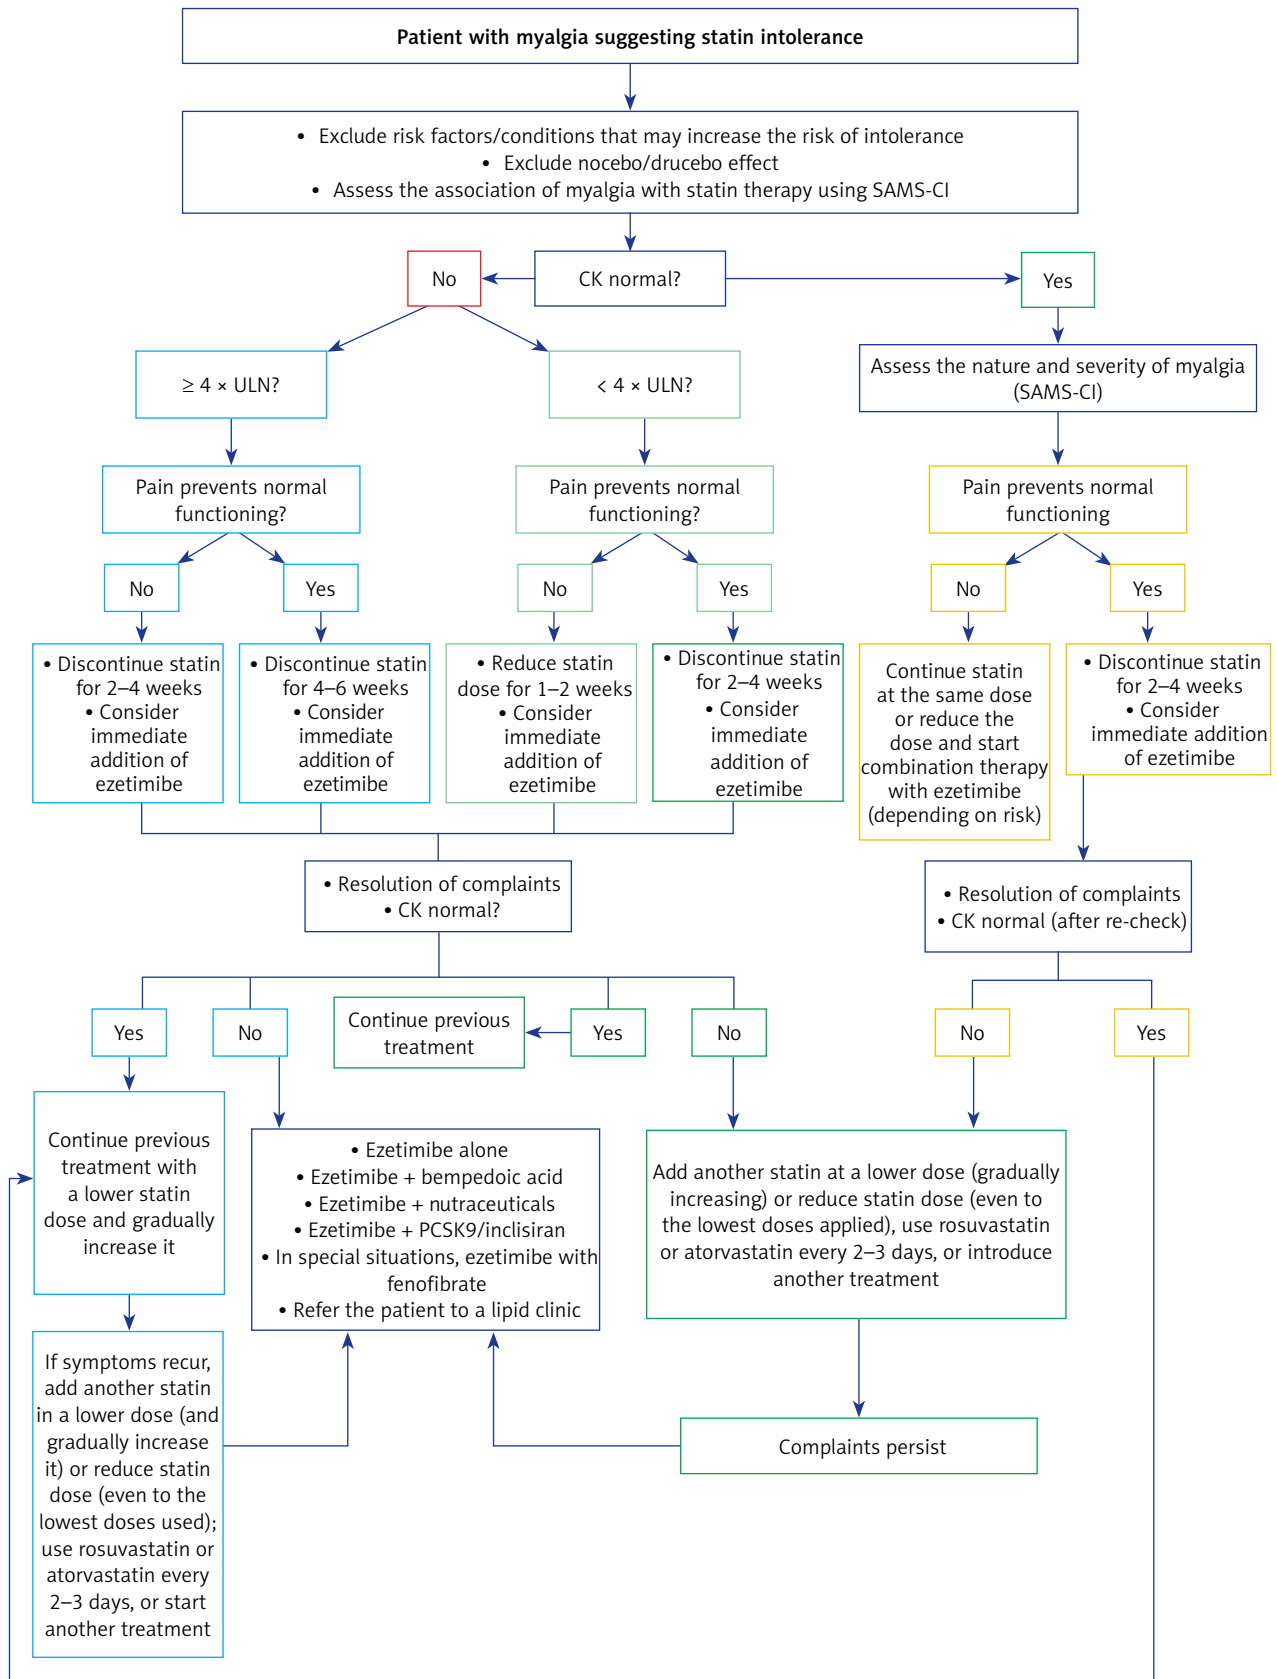 Patient with myalgia suggesting statin intolerance
• Exclude risk factors/conditions that may increase the risk of intolerance
• Exclude nocebo/drucebo effect
• Assess the association of myalgia with statin therapy using SAMS-CI
No
CK normal?
Yes
≥ 4 × ULN?
< 4 × ULN?
Assess the nature and severity of myalgia
(SAMS-CI)
Pain prevents normal
functioning?
Pain prevents normal
functioning?
Pain prevents normal
functioning
No
Yes
No
Yes
No
Yes
• Discontinue statin
for 2–4 weeks
• Consider
immediate
addition of
ezetimibe
• Discontinue statin
for 4–6 weeks
• Consider
immediate
addition of
ezetimibe
• Reduce statin
dose for 1–2 weeks
• Consider
immediate
addition of
ezetimibe
• Discontinue statin
for 2–4 weeks
• Consider
immediate
addition of
ezetimibe
Continue statin
at the same dose
or reduce the
dose and start
combination therapy
with ezetimibe
(depending on risk)
• Discontinue statin
for 2–4 weeks
• Consider
immediate addition
of ezetimibe
• Resolution of complaints
• CK normal?
• Resolution of complaints
• CK normal (after re-check)
Yes
No
Continue previous
treatment
Yes
No
No
Yes
Continue previous
treatment with
a lower statin
dose and gradually
increase it
• Ezetimibe alone
• Ezetimibe + bempedoic acid
• Ezetimibe + nutraceuticals
• Ezetimibe + PCSK9/inclisiran
• In special situations, ezetimibe with
fenofibrate
• Refer the patient to a lipid clinic
Add another statin at a lower dose (gradually
increasing) or reduce statin dose (even to
the lowest doses applied), use rosuvastatin
or atorvastatin every 2–3 days, or introduce
another treatment
If symptoms recur,
add another statin
in a lower dose (and
gradually increase
it) or reduce statin
dose (even to the
lowest doses used);
use rosuvastatin or
atorvastatin every
2–3 days, or start
another treatment
Complaints persist